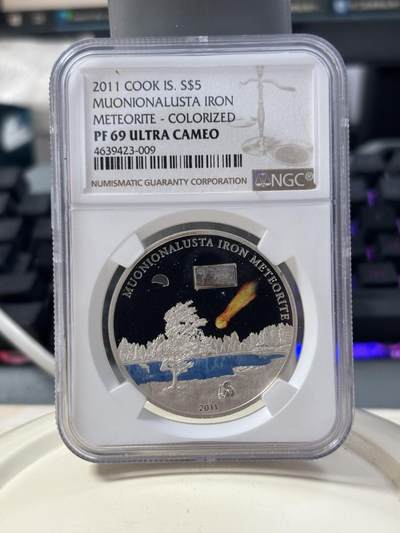 2011 COOK IS. S$5
MUONIONALUSTA IRON
METEORITE - COLORIZED
PF 69 ULTRA CAMEO
4639423-009
NUMISMATIC GUARANTY CORPORATION
NGC®
MUONIONALUSTA IRON METEORITE
2011